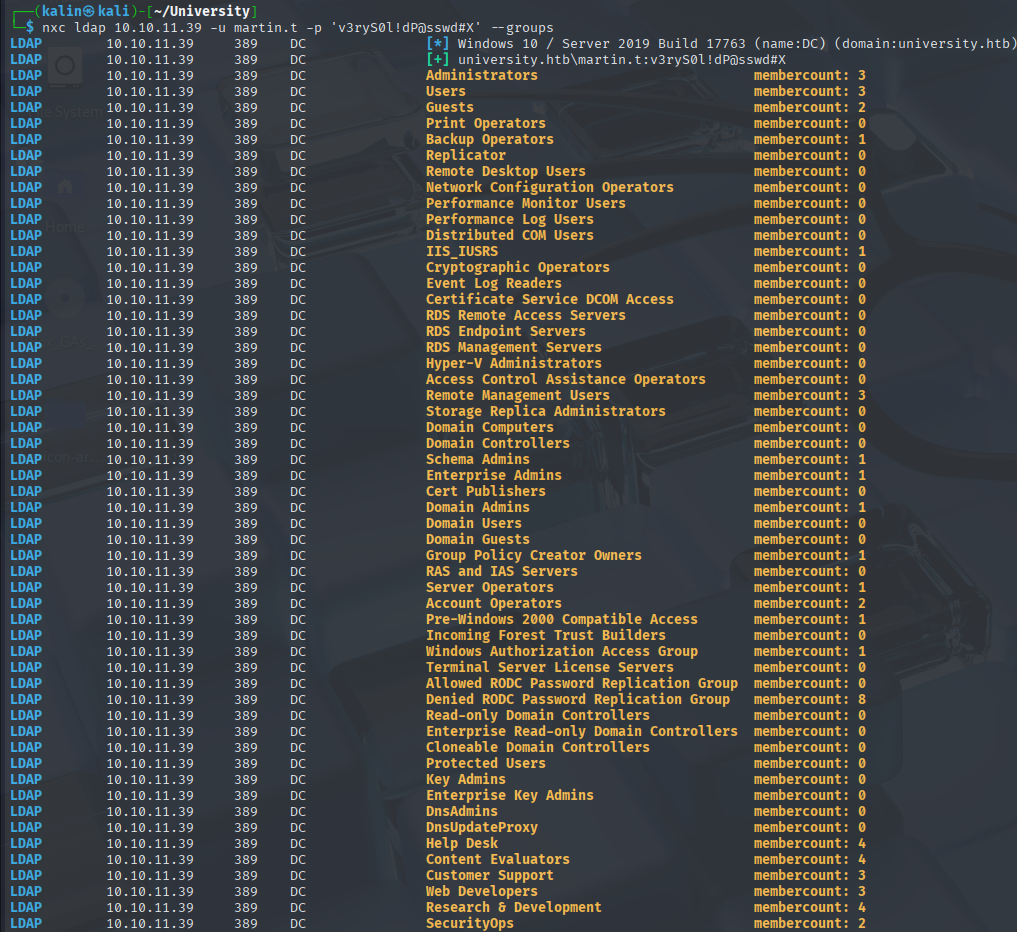 ┌──(kalin㉿kali)-[~/University]
└─$ nxc ldap 10.10.11.39 -u martin.t -p 'v3ryS0l!dP@sswd#X' --groups
LDAP 10.10.11.39 389 DC [*] Windows 10 / Server 2019 Build 17763 (name:DC) (domain:university.htb)
LDAP 10.10.11.39 389 DC [+] university.htb\martin.t:v3ryS0l!dP@sswd#X
LDAP 10.10.11.39 389 DC Administrators membercount: 3
LDAP 10.10.11.39 389 DC Users membercount: 3
LDAP 10.10.11.39 389 DC Guests membercount: 2
LDAP 10.10.11.39 389 DC Print Operators membercount: 0
LDAP 10.10.11.39 389 DC Backup Operators membercount: 1
LDAP 10.10.11.39 389 DC Replicator membercount: 0
LDAP 10.10.11.39 389 DC Remote Desktop Users membercount: 0
LDAP 10.10.11.39 389 DC Network Configuration Operators membercount: 0
LDAP 10.10.11.39 389 DC Performance Monitor Users membercount: 0
LDAP 10.10.11.39 389 DC Performance Log Users membercount: 0
LDAP 10.10.11.39 389 DC Distributed COM Users membercount: 0
LDAP 10.10.11.39 389 DC IIS_IUSRS membercount: 1
LDAP 10.10.11.39 389 DC Cryptographic Operators membercount: 0
LDAP 10.10.11.39 389 DC Event Log Readers membercount: 0
LDAP 10.10.11.39 389 DC Certificate Service DCOM Access membercount: 0
LDAP 10.10.11.39 389 DC RDS Remote Access Servers membercount: 0
LDAP 10.10.11.39 389 DC RDS Endpoint Servers membercount: 0
LDAP 10.10.11.39 389 DC RDS Management Servers membercount: 0
LDAP 10.10.11.39 389 DC Hyper-V Administrators membercount: 0
LDAP 10.10.11.39 389 DC Access Control Assistance Operators membercount: 0
LDAP 10.10.11.39 389 DC Remote Management Users membercount: 3
LDAP 10.10.11.39 389 DC Storage Replica Administrators membercount: 0
LDAP 10.10.11.39 389 DC Domain Computers membercount: 0
LDAP 10.10.11.39 389 DC Domain Controllers membercount: 0
LDAP 10.10.11.39 389 DC Schema Admins membercount: 1
LDAP 10.10.11.39 389 DC Enterprise Admins membercount: 1
LDAP 10.10.11.39 389 DC Cert Publishers membercount: 0
LDAP 10.10.11.39 389 DC Domain Admins membercount: 1
LDAP 10.10.11.39 389 DC Domain Users membercount: 0
LDAP 10.10.11.39 389 DC Domain Guests membercount: 0
LDAP 10.10.11.39 389 DC Group Policy Creator Owners membercount: 1
LDAP 10.10.11.39 389 DC RAS and IAS Servers membercount: 0
LDAP 10.10.11.39 389 DC Server Operators membercount: 1
LDAP 10.10.11.39 389 DC Account Operators membercount: 2
LDAP 10.10.11.39 389 DC Pre-Windows 2000 Compatible Access membercount: 1
LDAP 10.10.11.39 389 DC Incoming Forest Trust Builders membercount: 0
LDAP 10.10.11.39 389 DC Windows Authorization Access Group membercount: 1
LDAP 10.10.11.39 389 DC Terminal Server License Servers membercount: 0
LDAP 10.10.11.39 389 DC Allowed RODC Password Replication Group membercount: 0
LDAP 10.10.11.39 389 DC Denied RODC Password Replication Group membercount: 8
LDAP 10.10.11.39 389 DC Read-only Domain Controllers membercount: 0
LDAP 10.10.11.39 389 DC Enterprise Read-only Domain Controllers membercount: 0
LDAP 10.10.11.39 389 DC Cloneable Domain Controllers membercount: 0
LDAP 10.10.11.39 389 DC Protected Users membercount: 0
LDAP 10.10.11.39 389 DC Key Admins membercount: 0
LDAP 10.10.11.39 389 DC Enterprise Key Admins membercount: 0
LDAP 10.10.11.39 389 DC DnsAdmins membercount: 0
LDAP 10.10.11.39 389 DC DnsUpdateProxy membercount: 0
LDAP 10.10.11.39 389 DC Help Desk membercount: 4
LDAP 10.10.11.39 389 DC Content Evaluators membercount: 4
LDAP 10.10.11.39 389 DC Customer Support membercount: 3
LDAP 10.10.11.39 389 DC Web Developers membercount: 3
LDAP 10.10.11.39 389 DC Research & Development membercount: 4
LDAP 10.10.11.39 389 DC SecurityOps membercount: 2